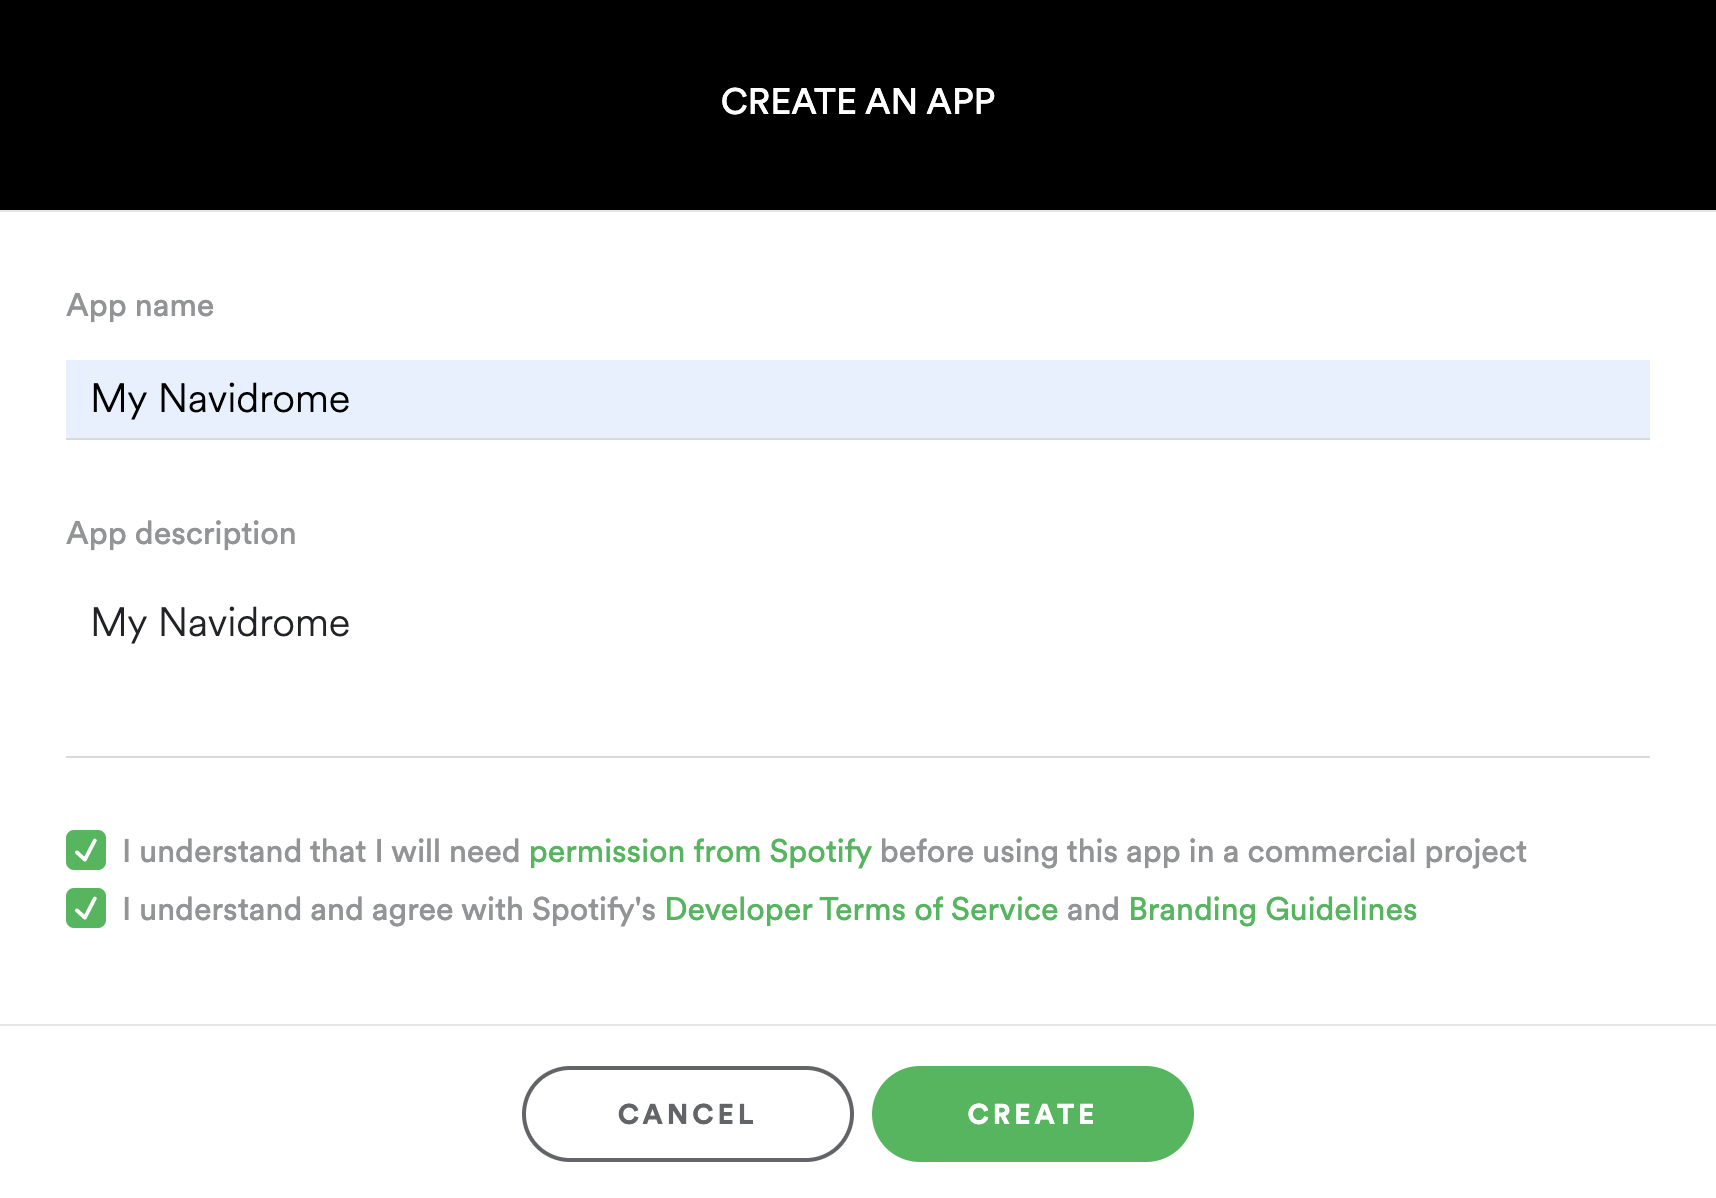 CREATE AN APP
App name
My Navidrome
App description
My Navidrome
I understand that I will need permission from Spotify before using this app in a commercial project
I understand and agree with Spotify's Developer Terms of Service and Branding Guidelines
CANCEL
CREATE